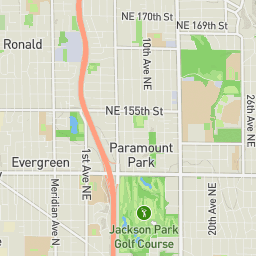 NE 170th St
NE 169th St
Ronald
10th Ave NE
26th Ave NE
NE 155th St
Paramount
Park
Evergreen
1st Ave NE
Meridian Ave N
20th Ave NE
Jackson Park
Golf Course